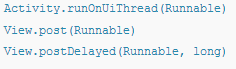 Activity.runOnUiThread(Runnable)
View.post(Runnable)
View.postDelayed(Runnable, long)